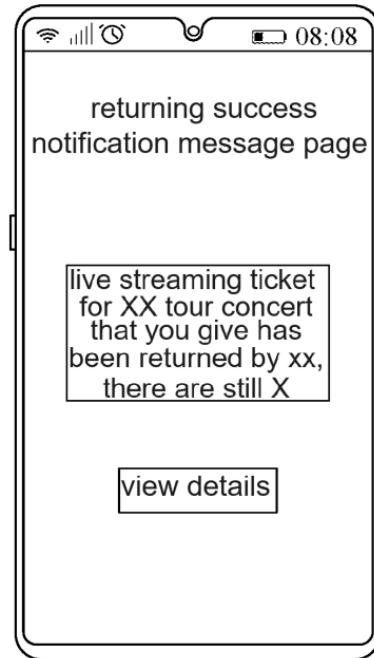 08:08
returning success
notification message page
live streaming ticket
for XX tour concert
that you give has
been returned by xx,
there are still X
view details